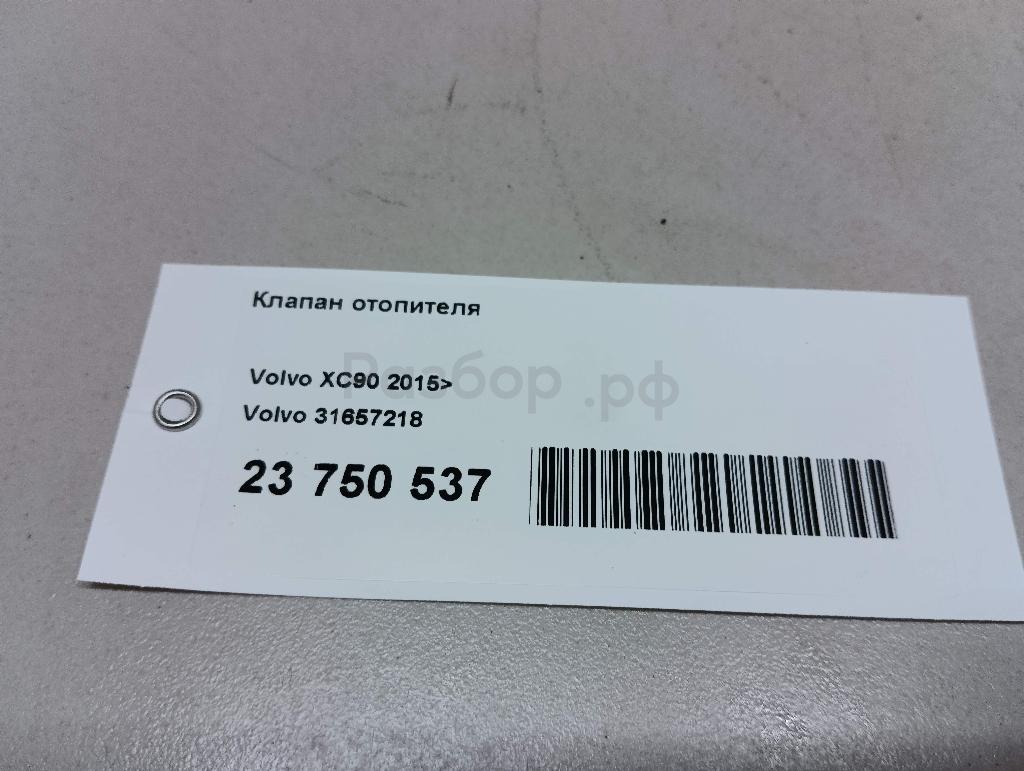 Клапан отопителя
Разбор.рф
Volvo XC90 2015>
Volvo 31657218
23 750 537